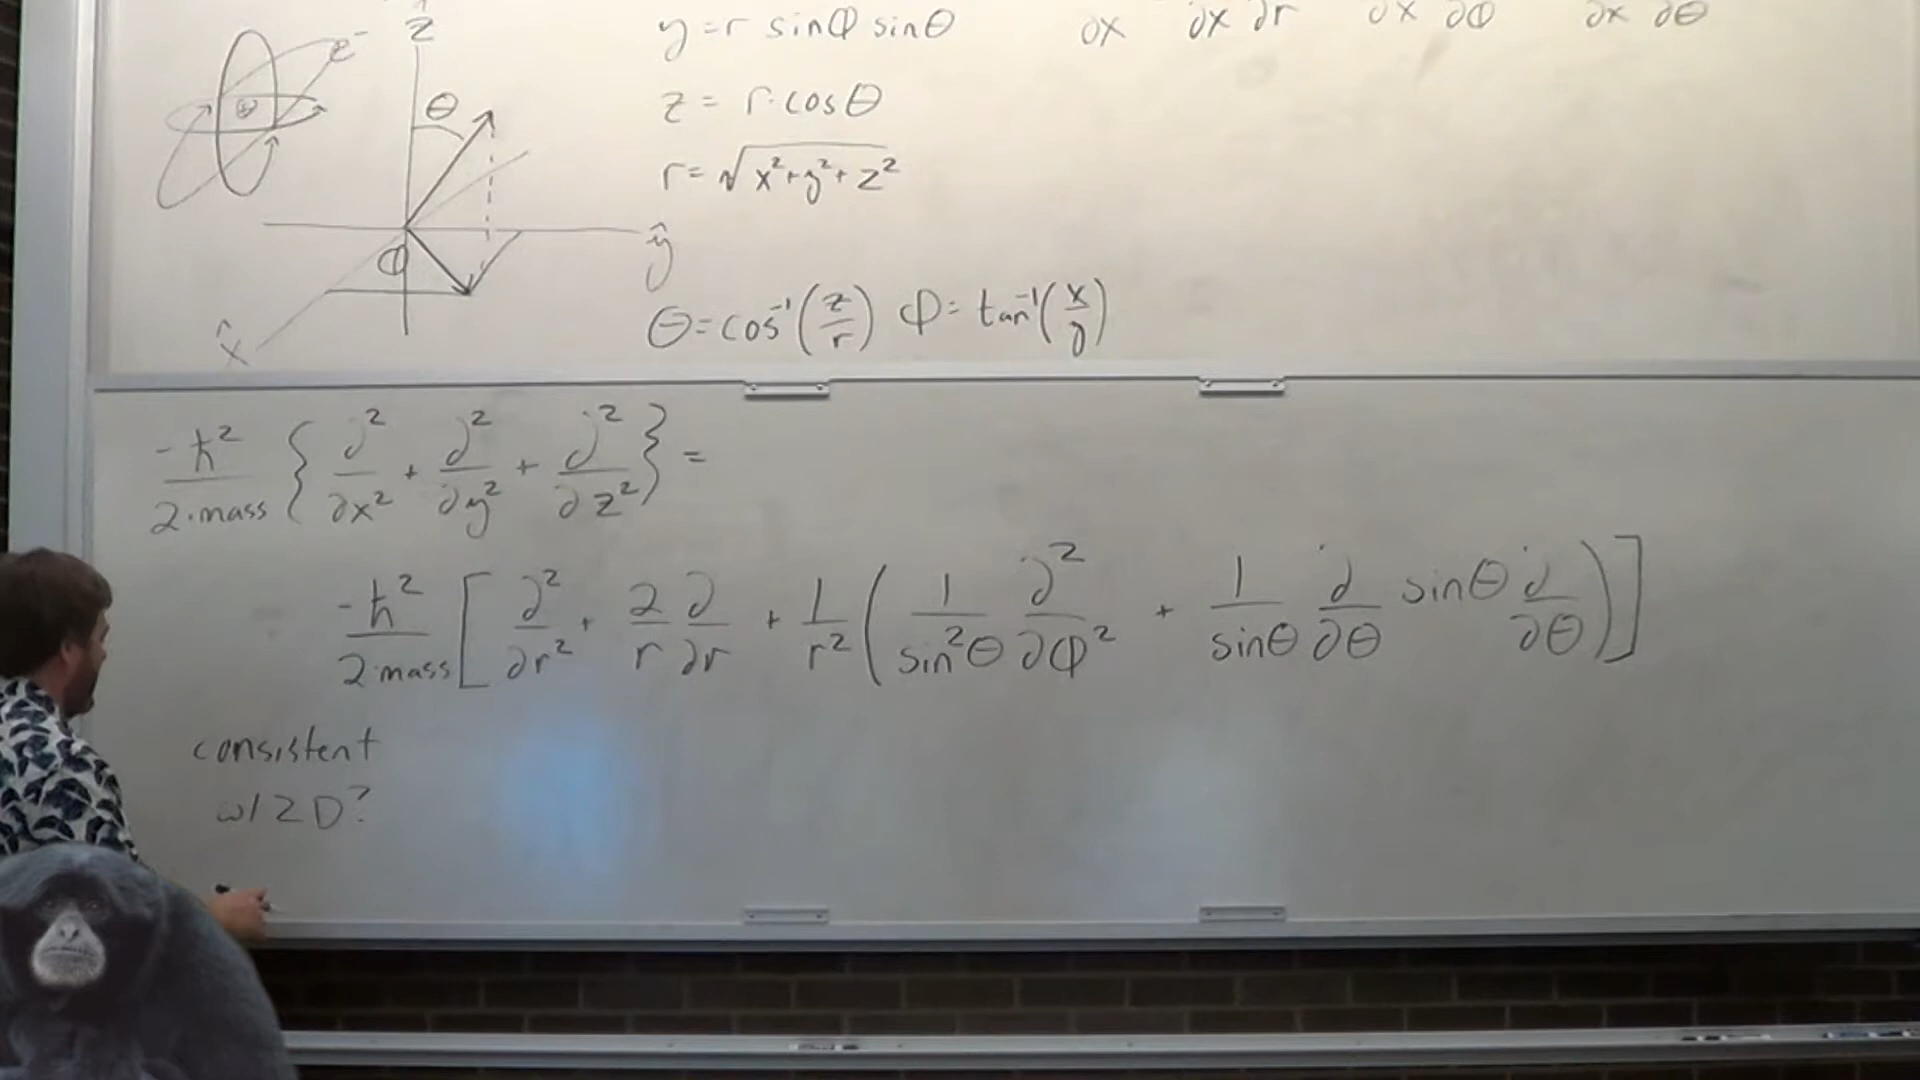 e⁻
ẑ
θ
Φ
ŷ
x̂
y = r sinΦ sinθ
z = r·cosθ
r = √(x²+y²+z²)
θ = cos⁻¹(z/r) Φ = tan⁻¹(x/y)
∂x ∂x ∂r ∂x ∂Φ ∂x ∂θ
-ħ²/2·mass { ∂²/∂x² + ∂²/∂y² + ∂²/∂z² } =
-ħ²/2·mass [ ∂²/∂r² + 2/r ∂/∂r + 1/r² ( 1/sin²θ ∂²/∂Φ² + 1/sinθ ∂/∂θ sinθ ∂/∂θ ) ]
consistent
w/ 2D?